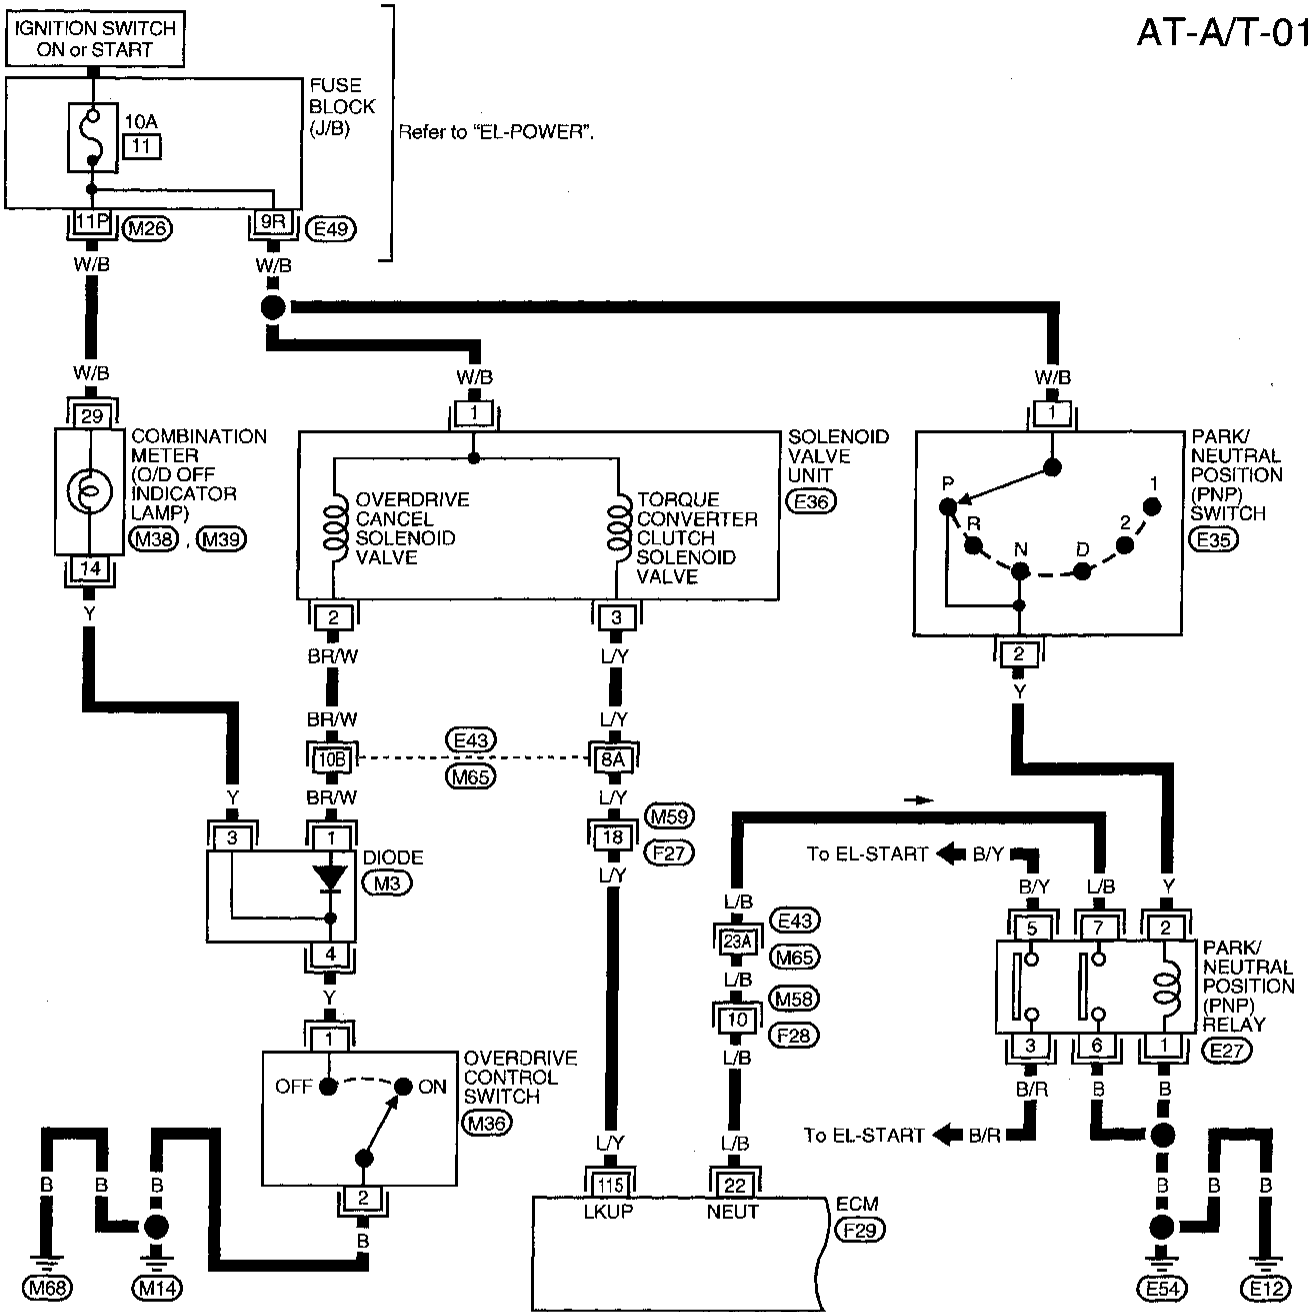 AT-A/T-01
IGNITION SWITCH
ON or START
FUSE
BLOCK
(J/B)
Refer to "EL-POWER".
10A
11
11P
M26
9R
E49
W/B
W/B
W/B
W/B
W/B
29
1
1
COMBINATION
METER
(O/D OFF
INDICATOR
LAMP)
M38 , M39
14
Y
OVERDRIVE
CANCEL
SOLENOID
VALVE
TORQUE
CONVERTER
CLUTCH
SOLENOID
VALVE
SOLENOID
VALVE
UNIT
E36
P
R
N
D
2
1
PARK/
NEUTRAL
POSITION
(PNP)
SWITCH
E35
2
3
2
BR/W
L/Y
Y
BR/W
L/Y
10B
E43
M65
8A
BR/W
L/Y
Y
3
1
DIODE
M3
18
M59
F27
L/Y
4
Y
1
OFF
ON
OVERDRIVE
CONTROL
SWITCH
M36
2
B
B
B
B
M68
M14
L/B
23A
E43
M65
L/B
10
M58
F28
L/B
To EL-START
B/Y
B/Y
L/B
Y
5
7
2
PARK/
NEUTRAL
POSITION
(PNP)
RELAY
E27
3
6
1
B/R
B
B
To EL-START
B/R
L/Y
L/B
115
22
LKUP
NEUT
ECM
F29
B
B
B
E54
E12